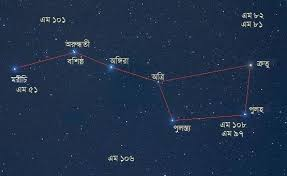 এম ১০১
এম ৮২
এম ৮১
অরুন্ধতী
বশিষ্ঠ
অঙ্গিরা
মরীচি
এম ৫১
অত্রি
ক্রতু
পুলস্ত্য
পুলহ
এম ১০৮
এম ৯৭
এম ১০৬